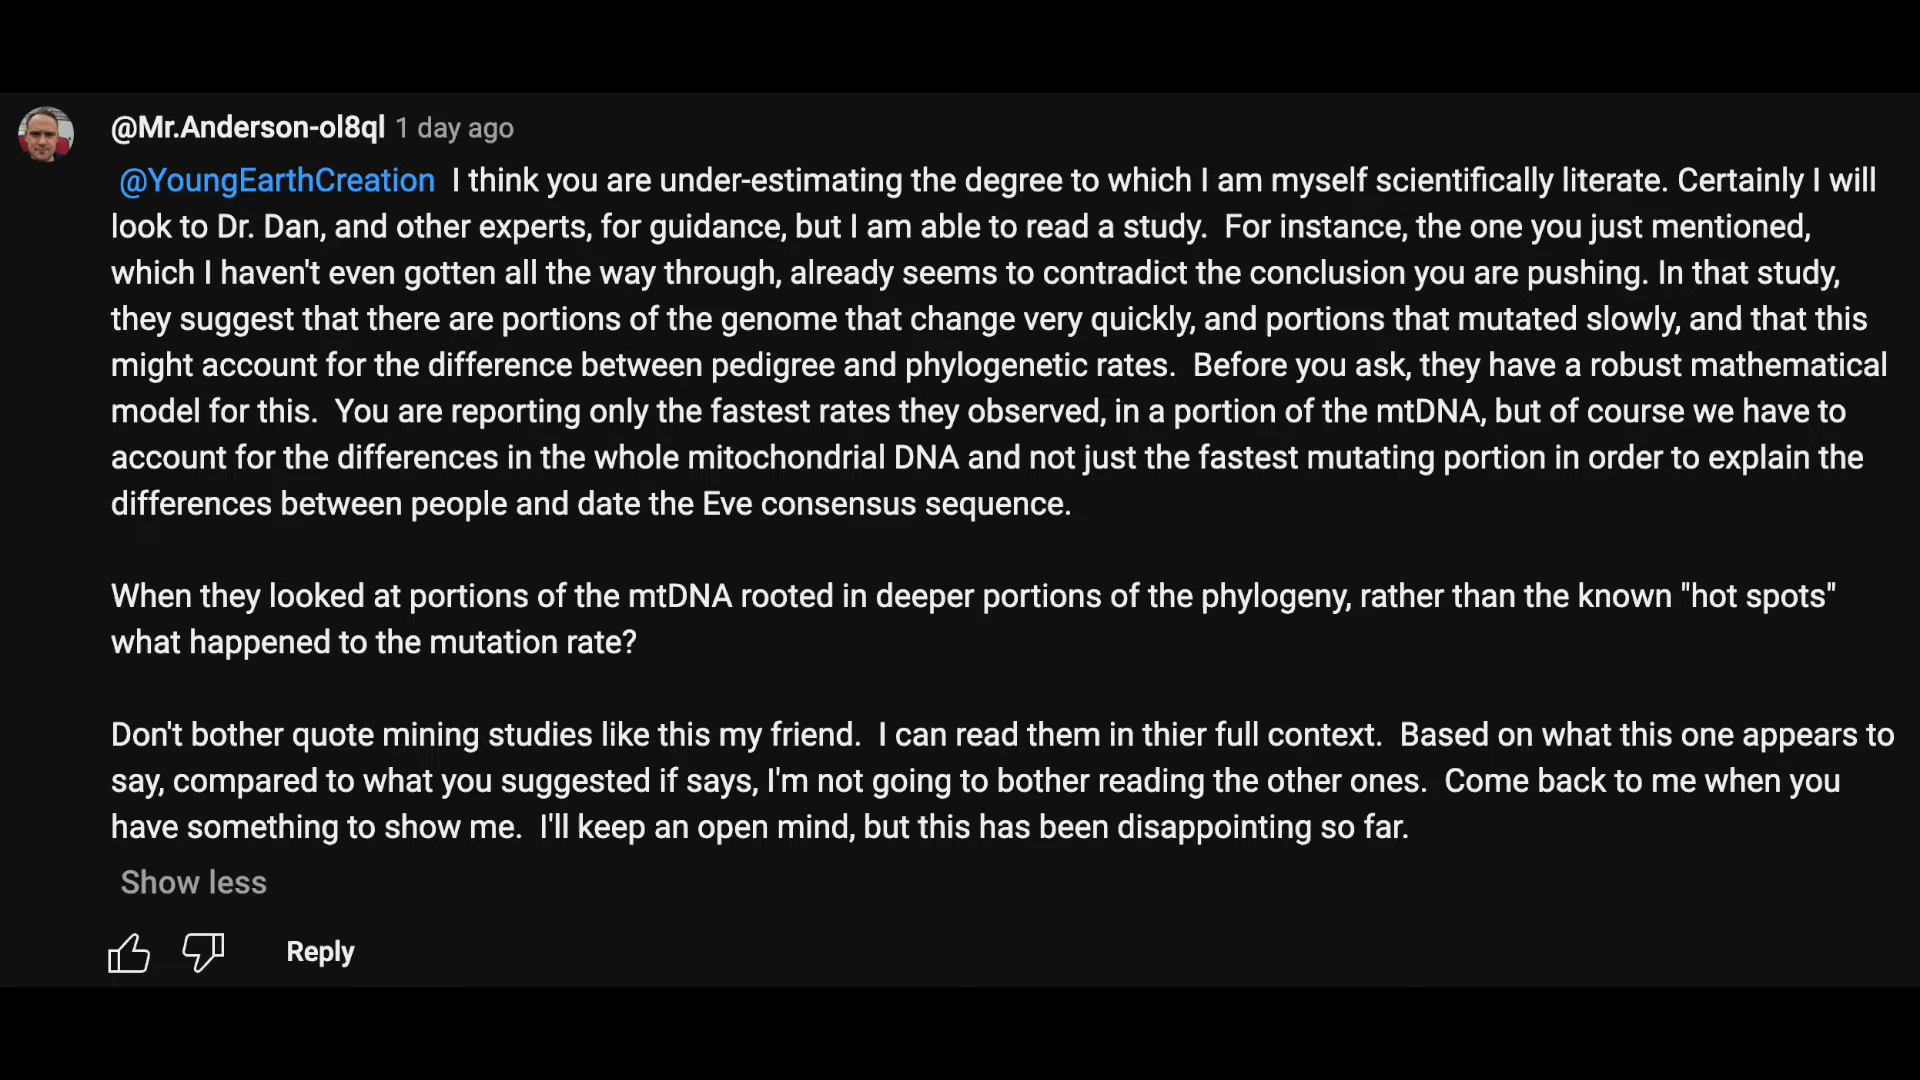 @Mr.Anderson-ol8ql 1 day ago
@YoungEarthCreation I think you are under-estimating the degree to which I am myself scientifically literate. Certainly I will
look to Dr. Dan, and other experts, for guidance, but I am able to read a study. For instance, the one you just mentioned,
which I haven't even gotten all the way through, already seems to contradict the conclusion you are pushing. In that study,
they suggest that there are portions of the genome that change very quickly, and portions that mutated slowly, and that this
might account for the difference between pedigree and phylogenetic rates. Before you ask, they have a robust mathematical
model for this. You are reporting only the fastest rates they observed, in a portion of the mtDNA, but of course we have to
account for the differences in the whole mitochondrial DNA and not just the fastest mutating portion in order to explain the
differences between people and date the Eve consensus sequence.
When they looked at portions of the mtDNA rooted in deeper portions of the phylogeny, rather than the known "hot spots"
what happened to the mutation rate?
Don't bother quote mining studies like this my friend. I can read them in thier full context. Based on what this one appears to
say, compared to what you suggested if says, I'm not going to bother reading the other ones. Come back to me when you
have something to show me. I'll keep an open mind, but this has been disappointing so far.
Show less
Reply